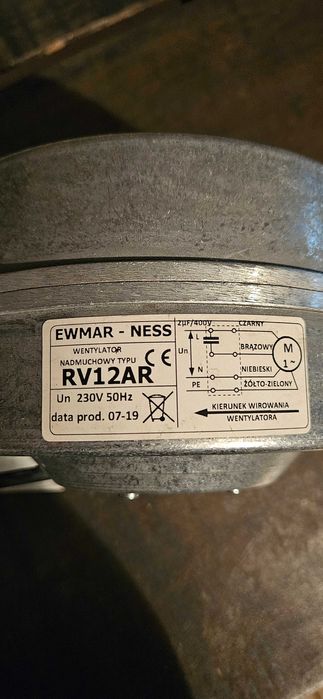 EWMAR - NESS
WENTYLATOR
NADMUCHOWY TYPU
CE
RV12AR
Un 230V 50Hz
data prod. 07-19
2µF/400V
CZARNY
L
BRĄZOWY
Un
M
1~
N
NIEBIESKI
PE
ŻÓŁTO-ZIELONY
KIERUNEK WIROWANIA
WENTYLATORA